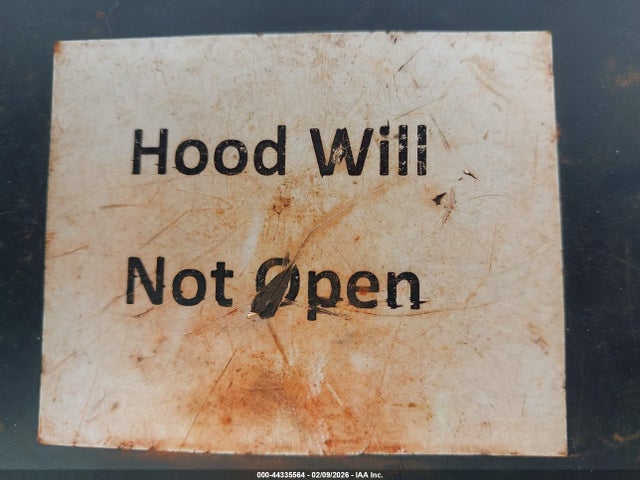 Hood Will
Not Open
000-44335564 - 02/09/2026 - IAA Inc.